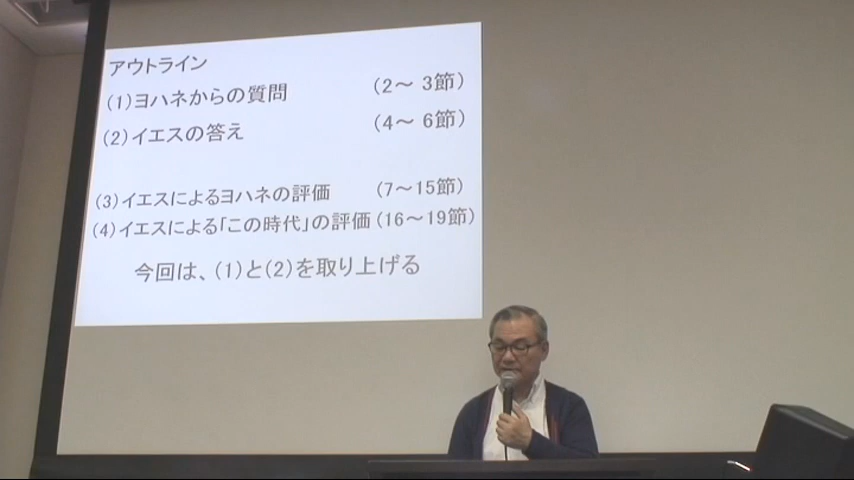 アウトライン
(1)ヨハネからの質問 (2～ 3節)
(2)イエスの答え (4～ 6節)
(3)イエスによるヨハネの評価 (7～15節)
(4)イエスによる「この時代」の評価 (16～19節)
今回は、(1)と(2)を取り上げる